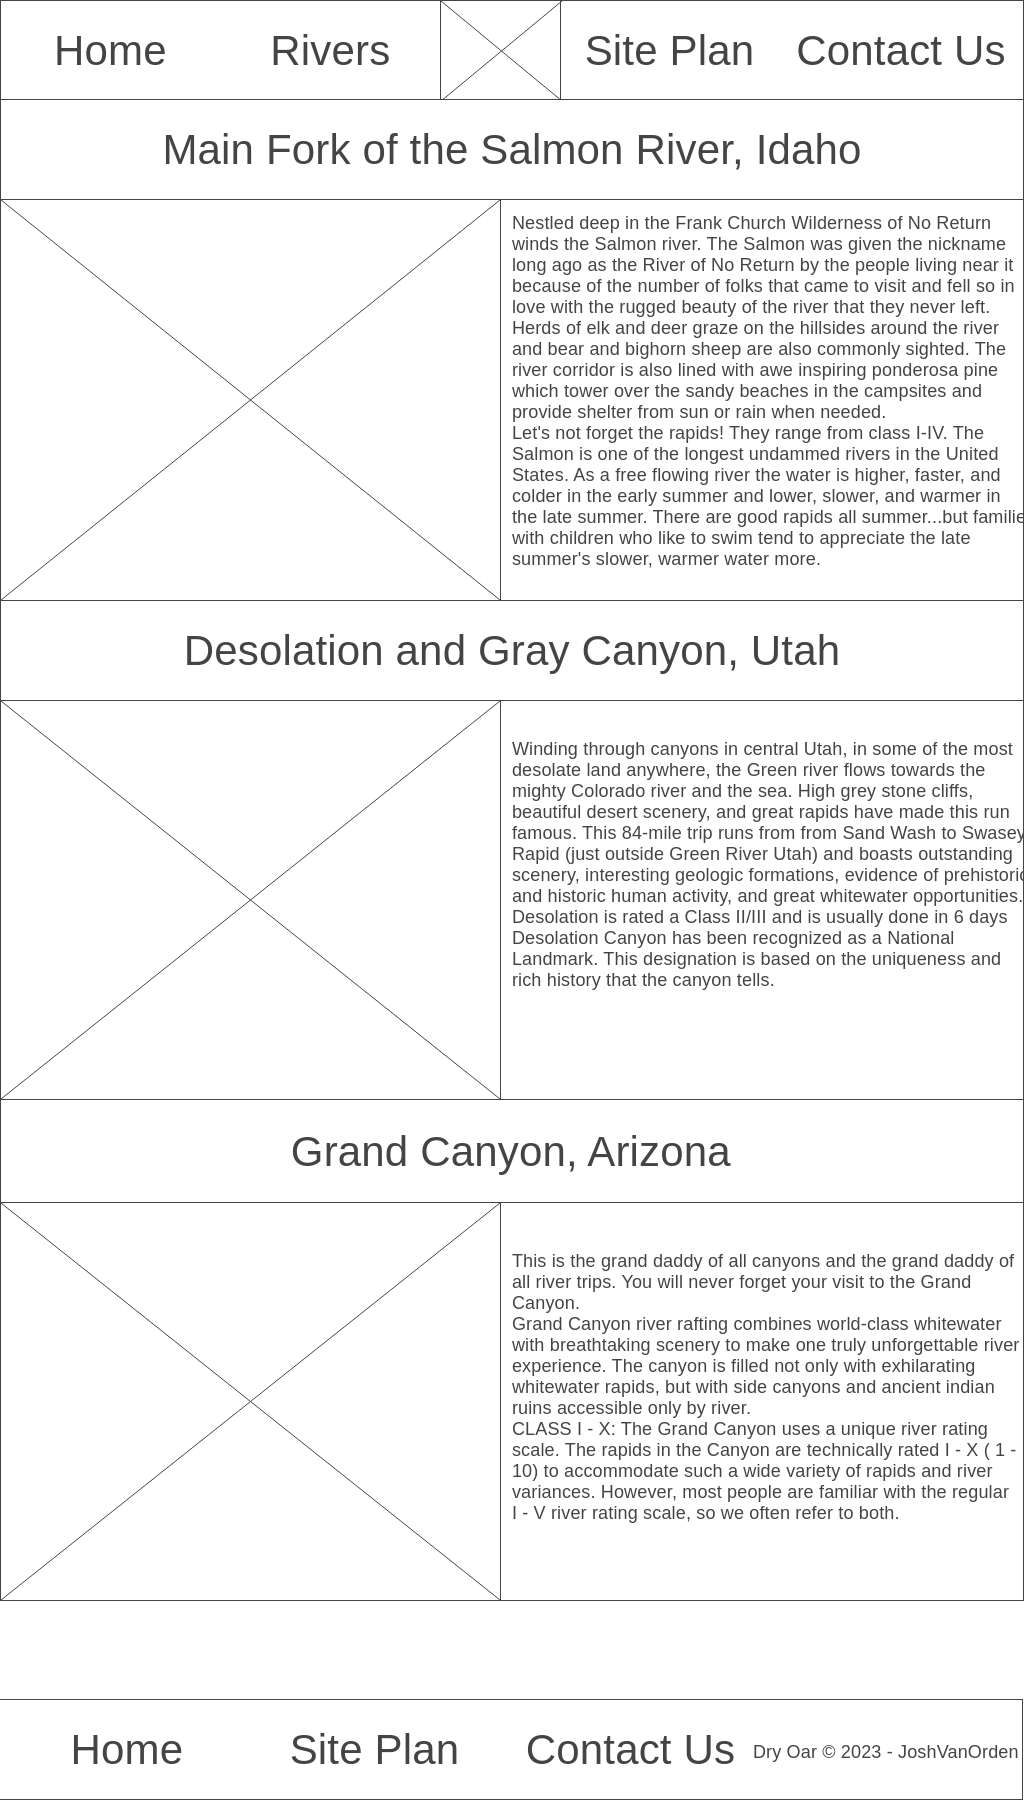 Home Rivers Site Plan Contact Us
Main Fork of the Salmon River, Idaho
Nestled deep in the Frank Church Wilderness of No Return
winds the Salmon river. The Salmon was given the nickname
long ago as the River of No Return by the people living near it
because of the number of folks that came to visit and fell so in
love with the rugged beauty of the river that they never left.
Herds of elk and deer graze on the hillsides around the river
and bear and bighorn sheep are also commonly sighted. The
river corridor is also lined with awe inspiring ponderosa pine
which tower over the sandy beaches in the campsites and
provide shelter from sun or rain when needed.
Let's not forget the rapids! They range from class I-IV. The
Salmon is one of the longest undammed rivers in the United
States. As a free flowing river the water is higher, faster, and
colder in the early summer and lower, slower, and warmer in
the late summer. There are good rapids all summer...but familie
with children who like to swim tend to appreciate the late
summer's slower, warmer water more.
Desolation and Gray Canyon, Utah
Winding through canyons in central Utah, in some of the most
desolate land anywhere, the Green river flows towards the
mighty Colorado river and the sea. High grey stone cliffs,
beautiful desert scenery, and great rapids have made this run
famous. This 84-mile trip runs from from Sand Wash to Swasey
Rapid (just outside Green River Utah) and boasts outstanding
scenery, interesting geologic formations, evidence of prehistoric
and historic human activity, and great whitewater opportunities.
Desolation is rated a Class II/III and is usually done in 6 days
Desolation Canyon has been recognized as a National
Landmark. This designation is based on the uniqueness and
rich history that the canyon tells.
Grand Canyon, Arizona
This is the grand daddy of all canyons and the grand daddy of
all river trips. You will never forget your visit to the Grand
Canyon.
Grand Canyon river rafting combines world-class whitewater
with breathtaking scenery to make one truly unforgettable river
experience. The canyon is filled not only with exhilarating
whitewater rapids, but with side canyons and ancient indian
ruins accessible only by river.
CLASS I - X: The Grand Canyon uses a unique river rating
scale. The rapids in the Canyon are technically rated I - X ( 1 -
10) to accommodate such a wide variety of rapids and river
variances. However, most people are familiar with the regular
I - V river rating scale, so we often refer to both.
Home Site Plan Contact Us Dry Oar © 2023 - JoshVanOrden